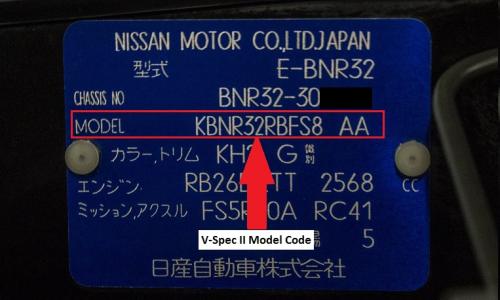 NISSAN MOTOR CO.,LTD.JAPAN
型式 E-BNR32
CHASSIS NO BNR32-30
MODEL KBNR32RBFS8 AA
カラー,トリム G 識別
エンジン, 2568 CC
ミッション,アクスル RC41
5
V-Spec II Model Code
日産自動車株式会社